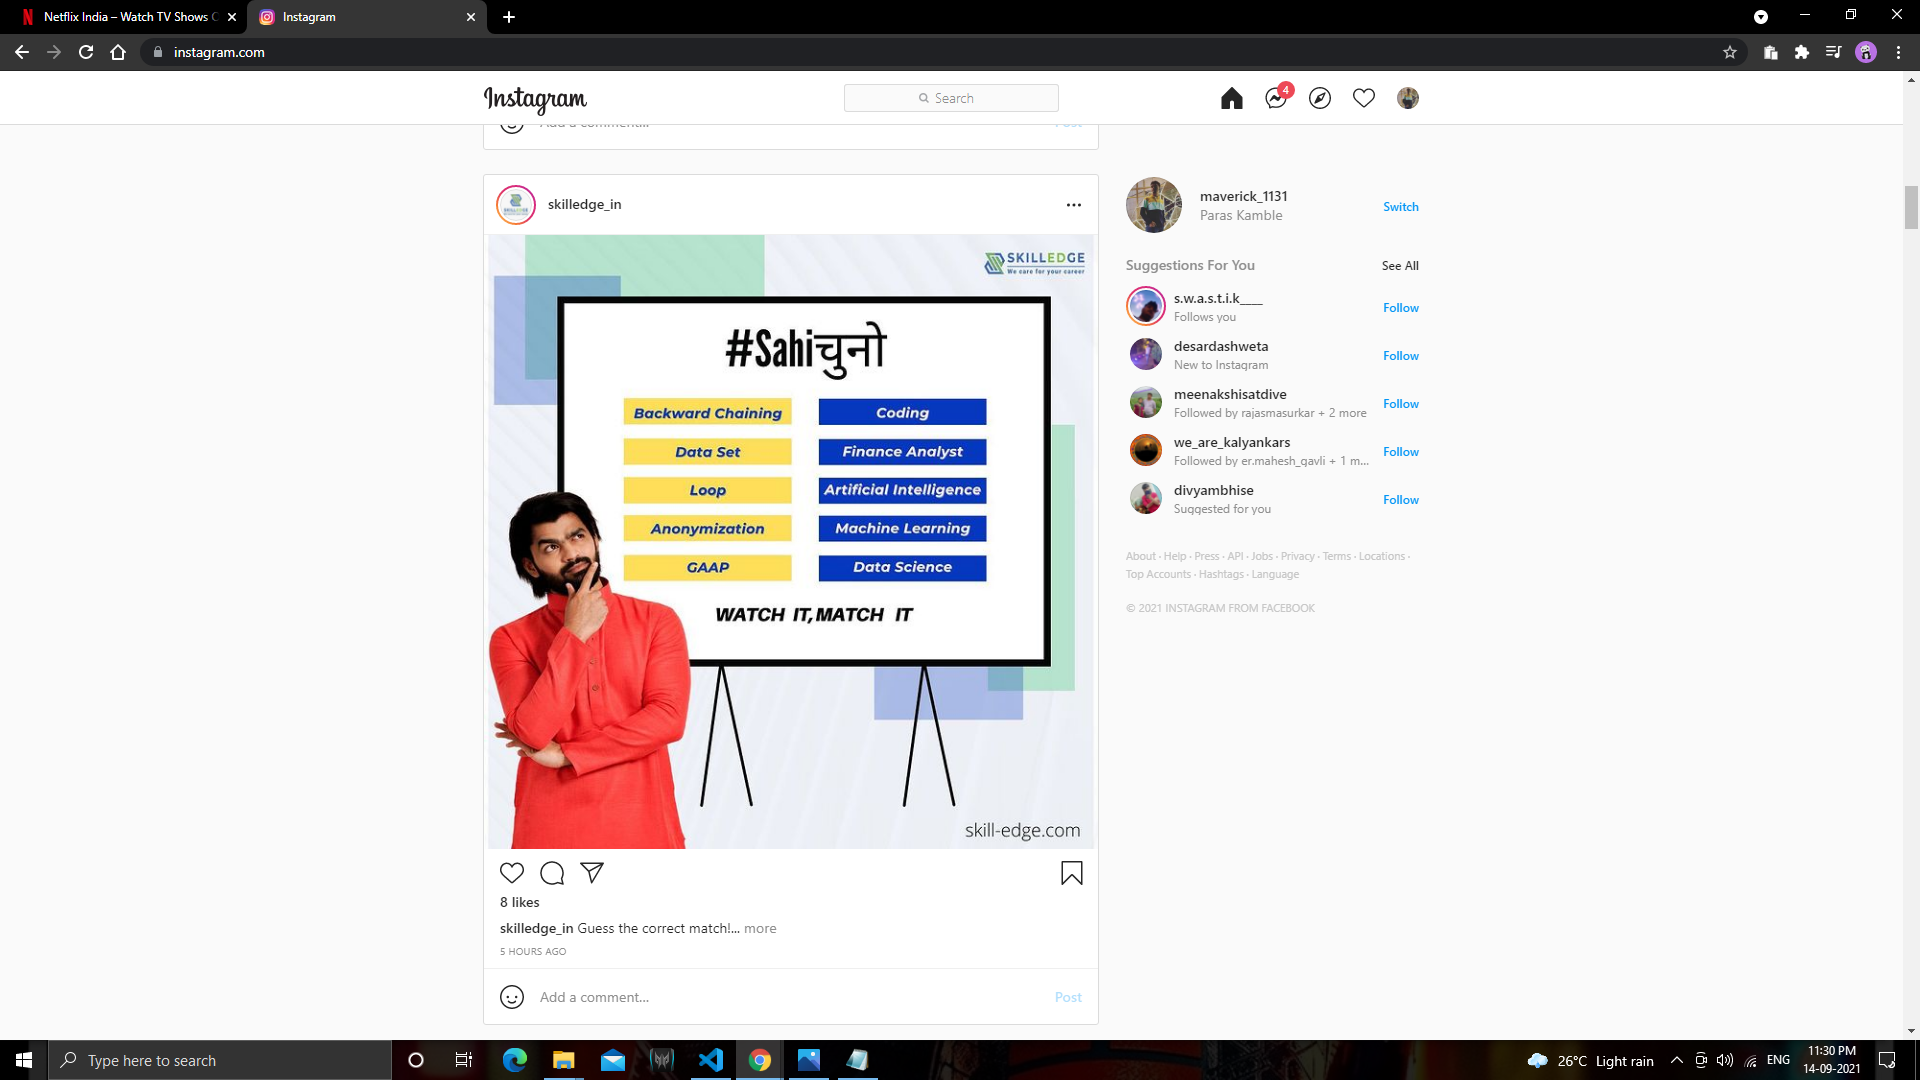 Netflix India – Watch TV Shows
Instagram
instagram.com
Instagram
Search
4
skilledge_in
SKILLEDGE
We care for your career
#Sahiचुनो
Backward Chaining
Coding
Data Set
Finance Analyst
Loop
Artificial Intelligence
Anonymization
Machine Learning
GAAP
Data Science
WATCH IT, MATCH IT
skill-edge.com
8 likes
skilledge_in Guess the correct match!... more
5 HOURS AGO
Add a comment...
Post
maverick_1131
Paras Kamble
Switch
Suggestions For You
See All
s.w.a.s.t.i.k____
Follows you
Follow
desardashweta
New to Instagram
Follow
meenakshisatdive
Followed by rajasmasurkar + 2 more
Follow
we_are_kalyankars
Followed by er.mahesh_gavli + 1 m...
Follow
divyambhise
Suggested for you
Follow
About · Help · Press · API · Jobs · Privacy · Terms · Locations ·
Top Accounts · Hashtags · Language
© 2021 INSTAGRAM FROM FACEBOOK
Type here to search
26°C Light rain
ENG
11:30 PM
14-09-2021